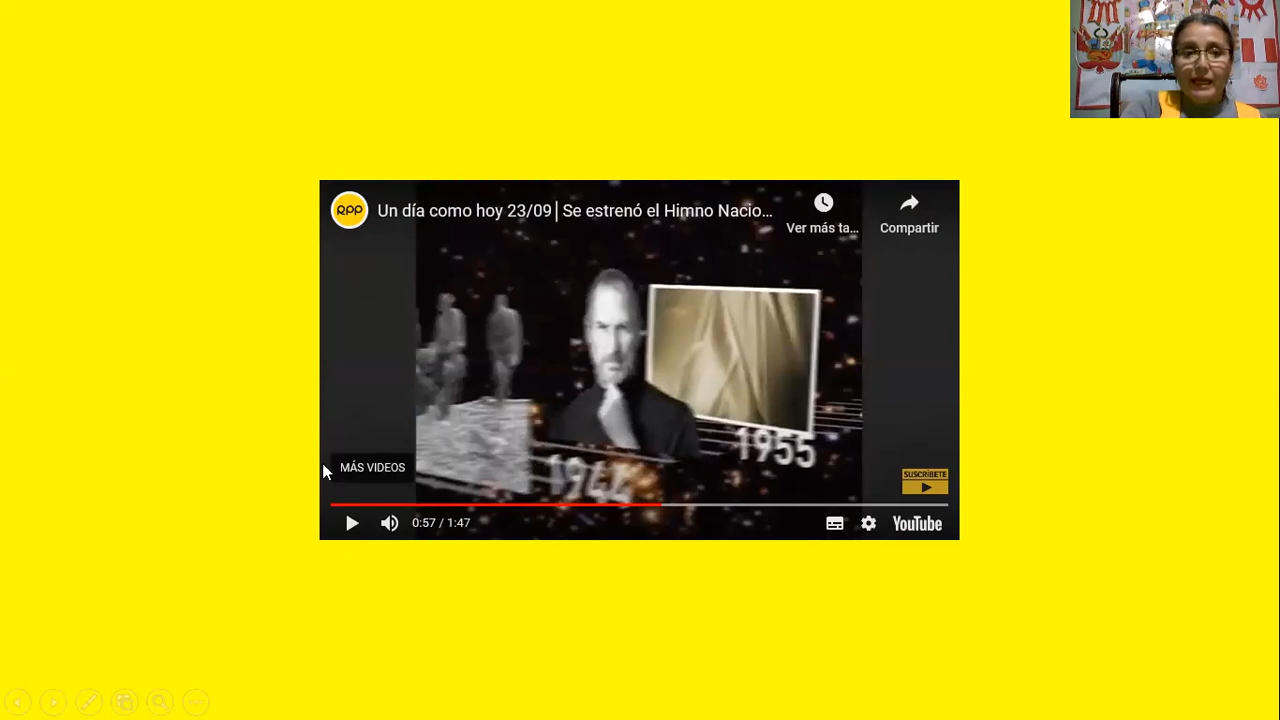 RPP
Un día como hoy 23/09│Se estrenó el Himno Nacio...
Ver más ta...
Compartir
1944
1955
MÁS VIDEOS
SUSCRÍBETE
0:57 / 1:47
YouTube